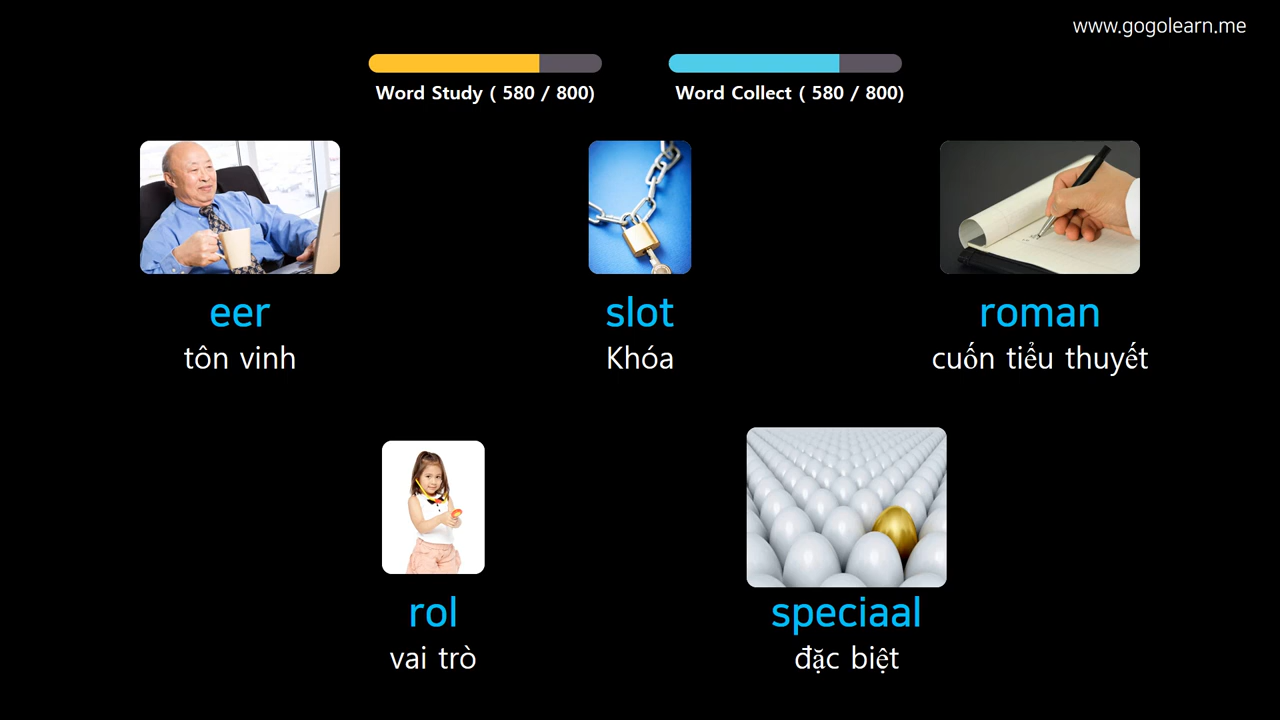 www.gogolearn.me
Word Study ( 580 / 800)
Word Collect ( 580 / 800)
eer
tôn vinh
slot
Khóa
roman
cuốn tiểu thuyết
rol
vai trò
speciaal
đặc biệt